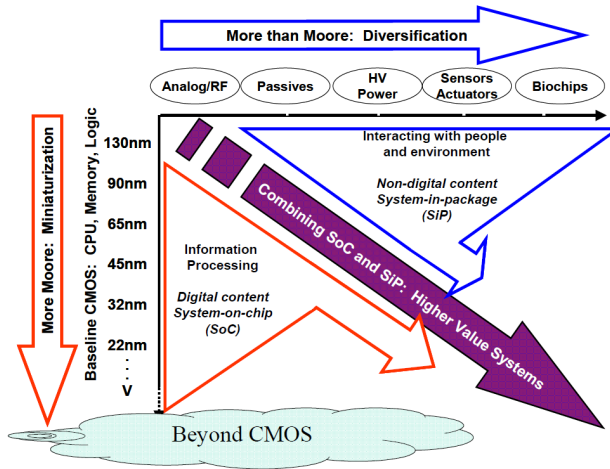 More than Moore: Diversification
Analog/RF
Passives
HV
Power
Sensors
Actuators
Biochips
More Moore: Miniaturization
Baseline CMOS: CPU, Memory, Logic
130nm
90nm
65nm
45nm
32nm
22nm
V
Interacting with people
and environment
Non-digital content
System-in-package
(SiP)
Combining SoC and SiP: Higher Value Systems
Information
Processing
Digital content
System-on-chip
(SoC)
Beyond CMOS